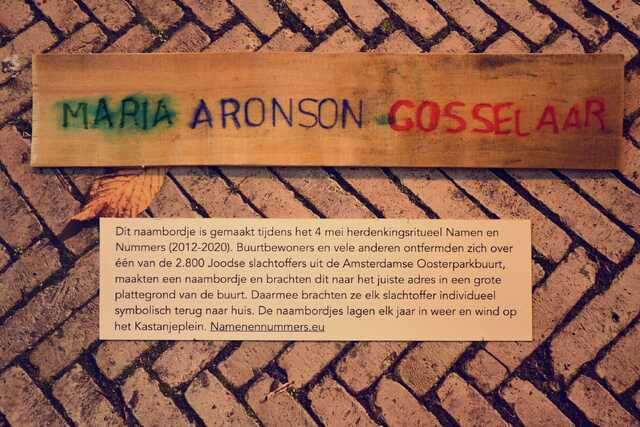 MARIA ARONSON GOSSELAAR
Dit naambordje is gemaakt tijdens het 4 mei herdenkingsritueel Namen en
Nummers (2012-2020). Buurtbewoners en vele anderen ontfermden zich over
één van de 2.800 Joodse slachtoffers uit de Amsterdamse Oosterparkbuurt,
maakten een naambordje en brachten dit naar het juiste adres in een grote
plattegrond van de buurt. Daarmee brachten ze elk slachtoffer individueel
symbolisch terug naar huis. De naambordjes lagen elk jaar in weer en wind op
het Kastanjeplein. Namenennummers.eu